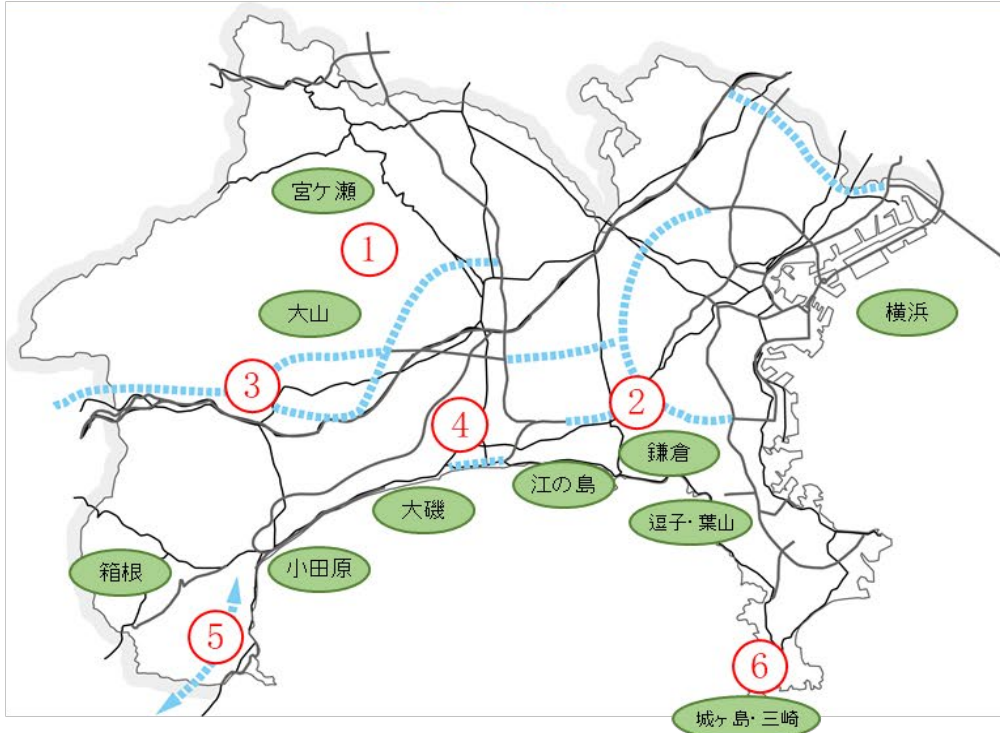 宮ケ瀬
①
大山
横浜
③
②
④
鎌倉
江の島
大磯
逗子・葉山
箱根
小田原
⑤
⑥
城ヶ島・三崎